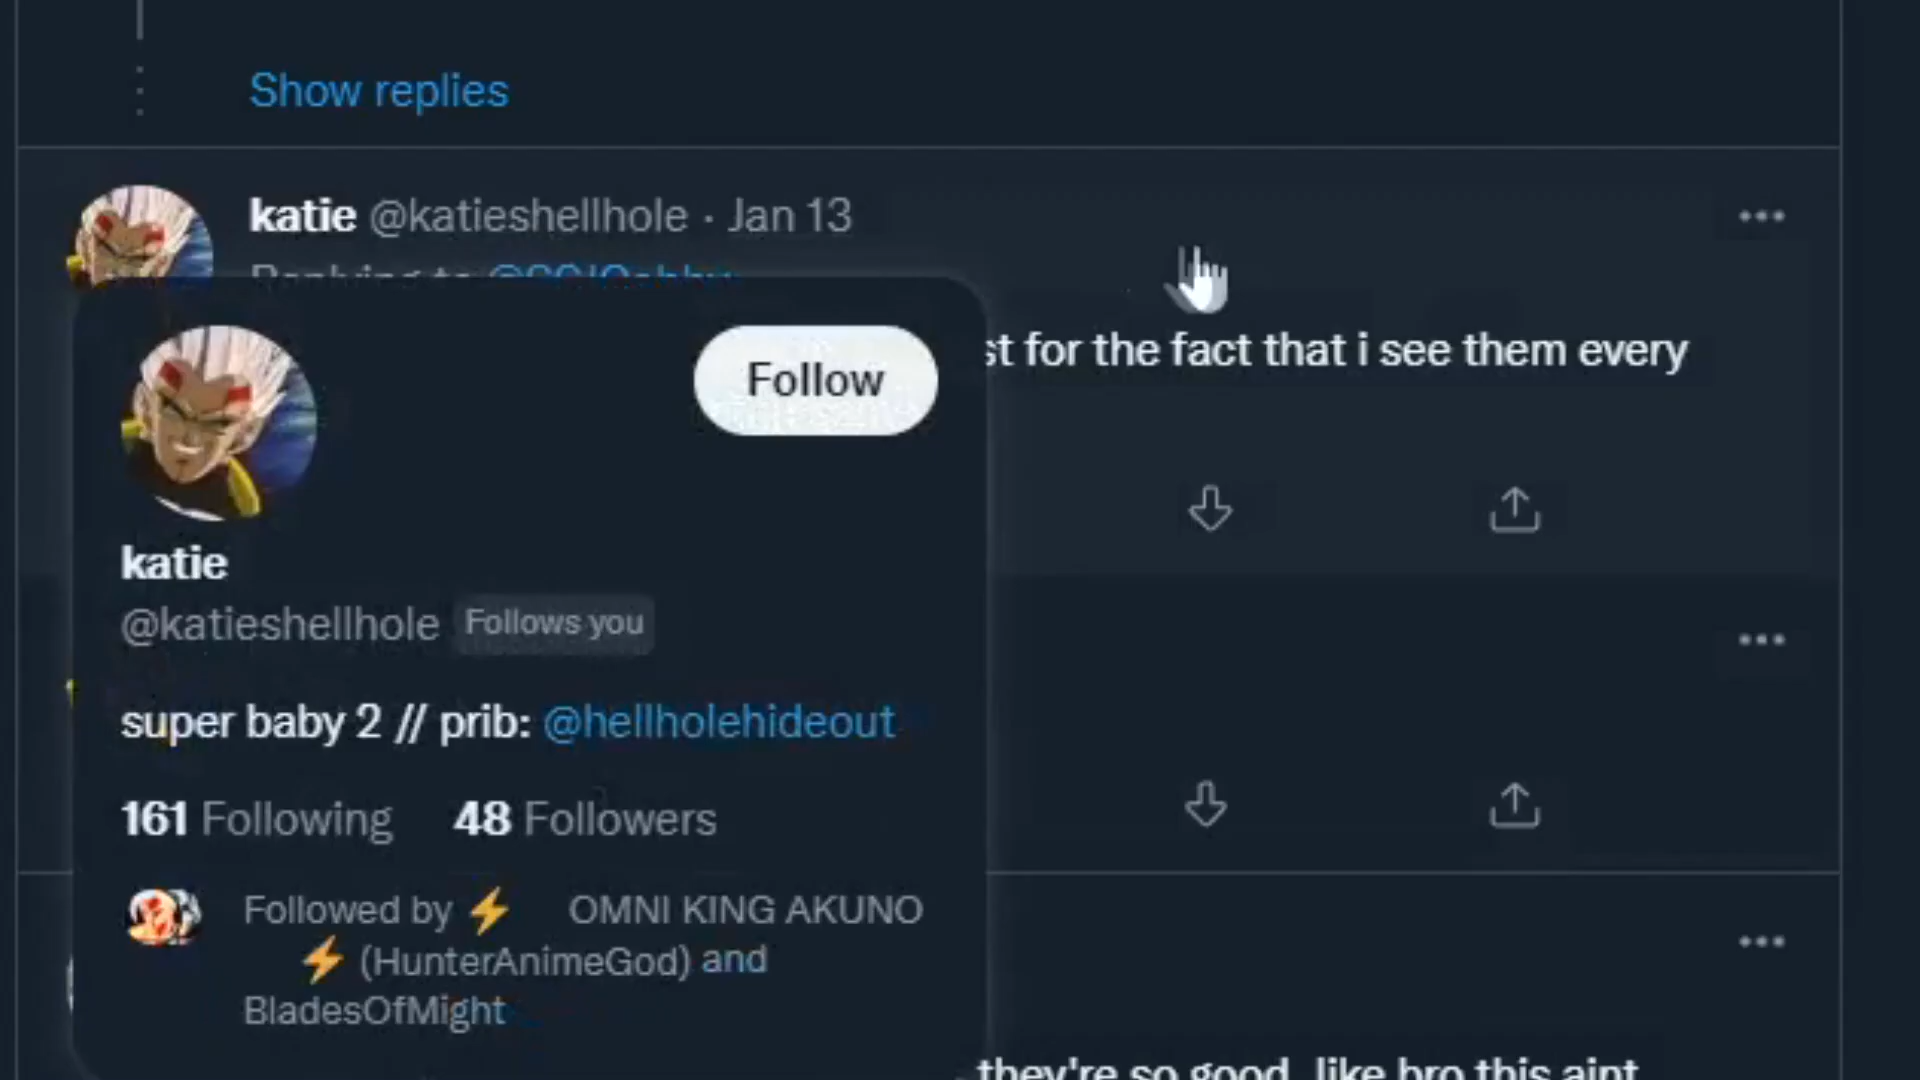 Show replies
katie @katieshellhole · Jan 13
Replying to
for the fact that i see them every
Follow
katie
@katieshellhole Follows you
super baby 2 // prib: @hellholehideout
161 Following 48 Followers
Followed by ⚡ OMNI KING AKUNO
⚡ (HunterAnimeGod) and
BladesOfMight
they're so good, like bro this aint